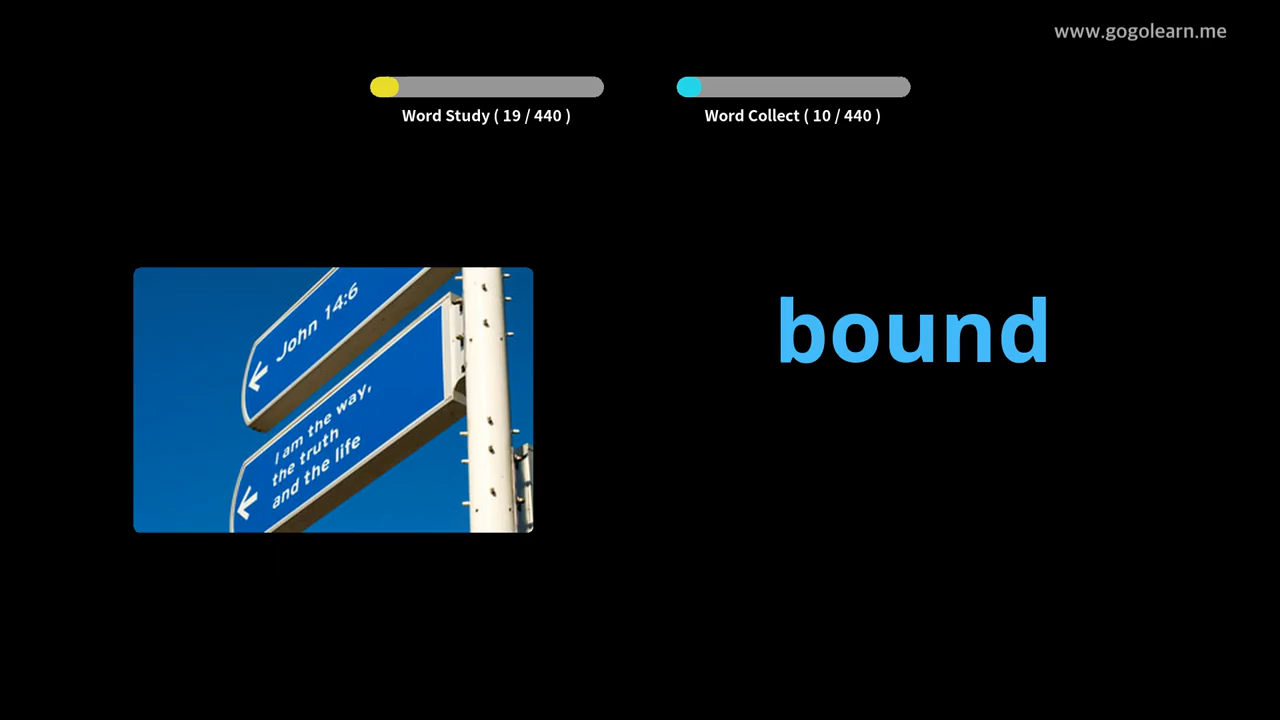 www.gogolearn.me
Word Study ( 19 / 440 )
Word Collect ( 10 / 440 )
John 14:6
I am the way,
the truth
and the life
bound